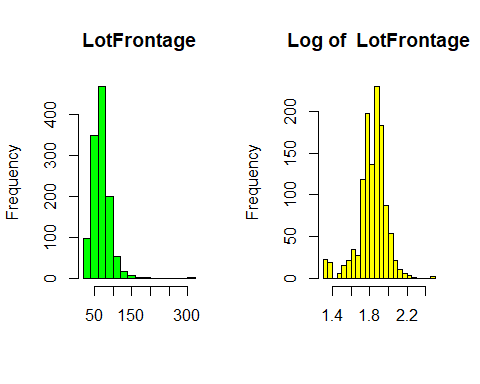 LotFrontage
Frequency
0 100 200 300 400
50 150 300
Log of LotFrontage
Frequency
0 50 100 150 200
1.4 1.8 2.2